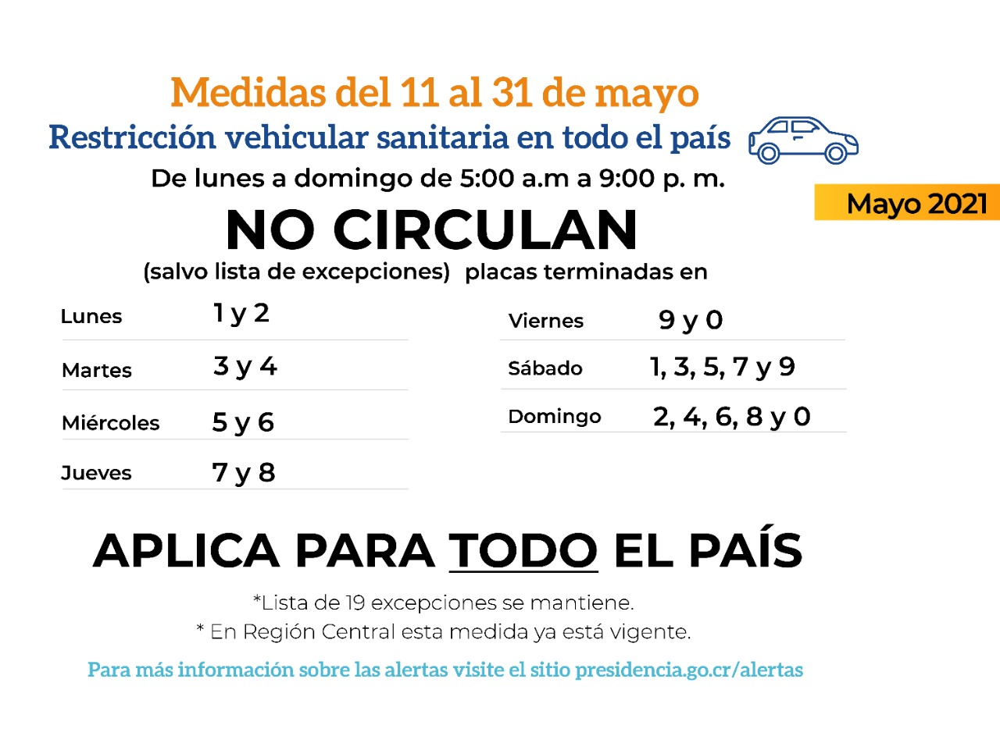 Medidas del 11 al 31 de mayo
Restricción vehicular sanitaria en todo el país
De lunes a domingo de 5:00 a.m a 9:00 p. m.
Mayo 2021
NO CIRCULAN
(salvo lista de excepciones) placas terminadas en
Lunes 1 y 2
Martes 3 y 4
Miércoles 5 y 6
Jueves 7 y 8
Viernes 9 y 0
Sábado 1, 3, 5, 7 y 9
Domingo 2, 4, 6, 8 y 0
APLICA PARA TODO EL PAÍS
*Lista de 19 excepciones se mantiene.
* En Región Central esta medida ya está vigente.
Para más información sobre las alertas visite el sitio presidencia.go.cr/alertas